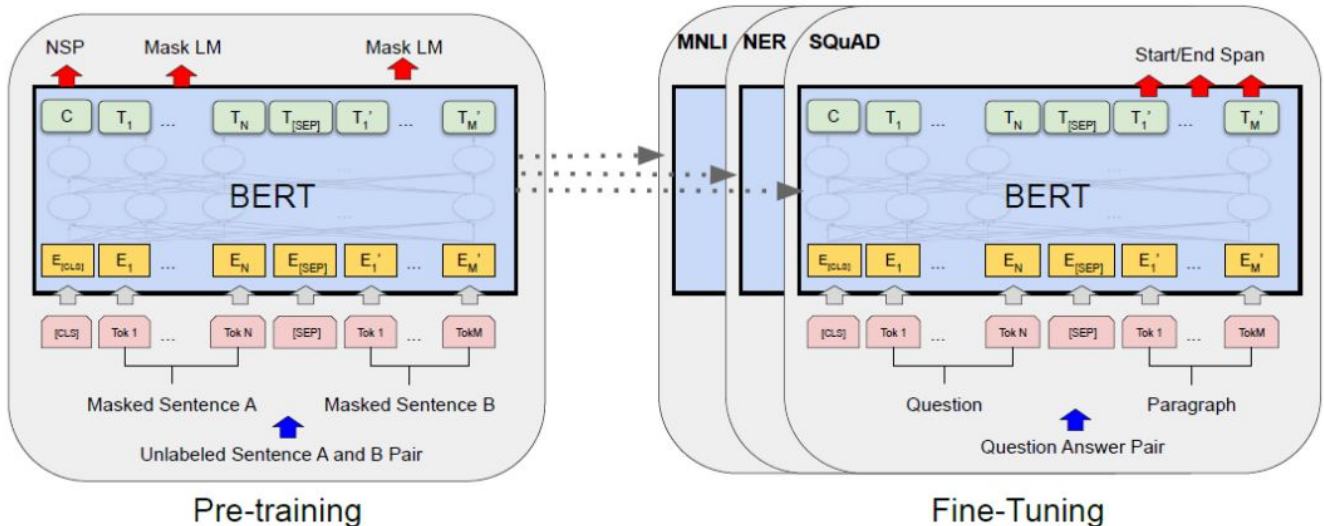 NSP Mask LM Mask LM
C T1 ... TN T[SEP] T1' ... TM'
...
BERT
...
E[CLS] E1 ... EN E[SEP] E1' ... EM'
[CLS] Tok 1 ... Tok N [SEP] Tok 1 ... TokM
Masked Sentence A Masked Sentence B
Unlabeled Sentence A and B Pair
Pre-training
MNLI NER SQuAD
Start/End Span
C T1 ... TN T[SEP] T1' ... TM'
...
BERT
...
E[CLS] E1 ... EN E[SEP] E1' ... EM'
[CLS] Tok 1 ... Tok N [SEP] Tok 1 ... TokM
Question Paragraph
Question Answer Pair
Fine-Tuning